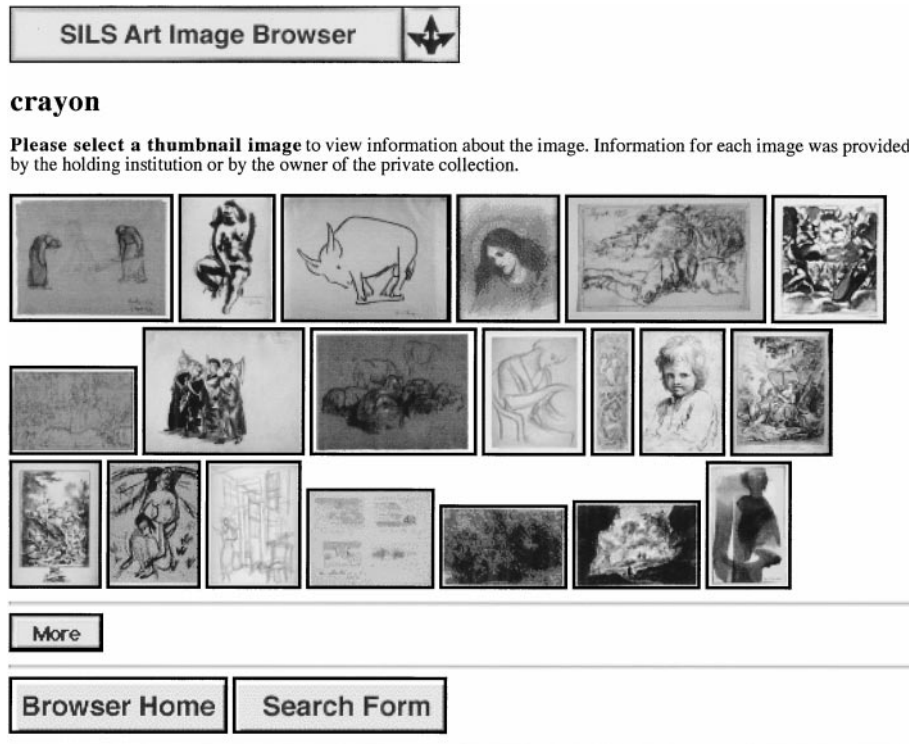 SILS Art Image Browser
crayon
Please select a thumbnail image to view information about the image. Information for each image was provided
by the holding institution or by the owner of the private collection.
More
Browser Home Search Form